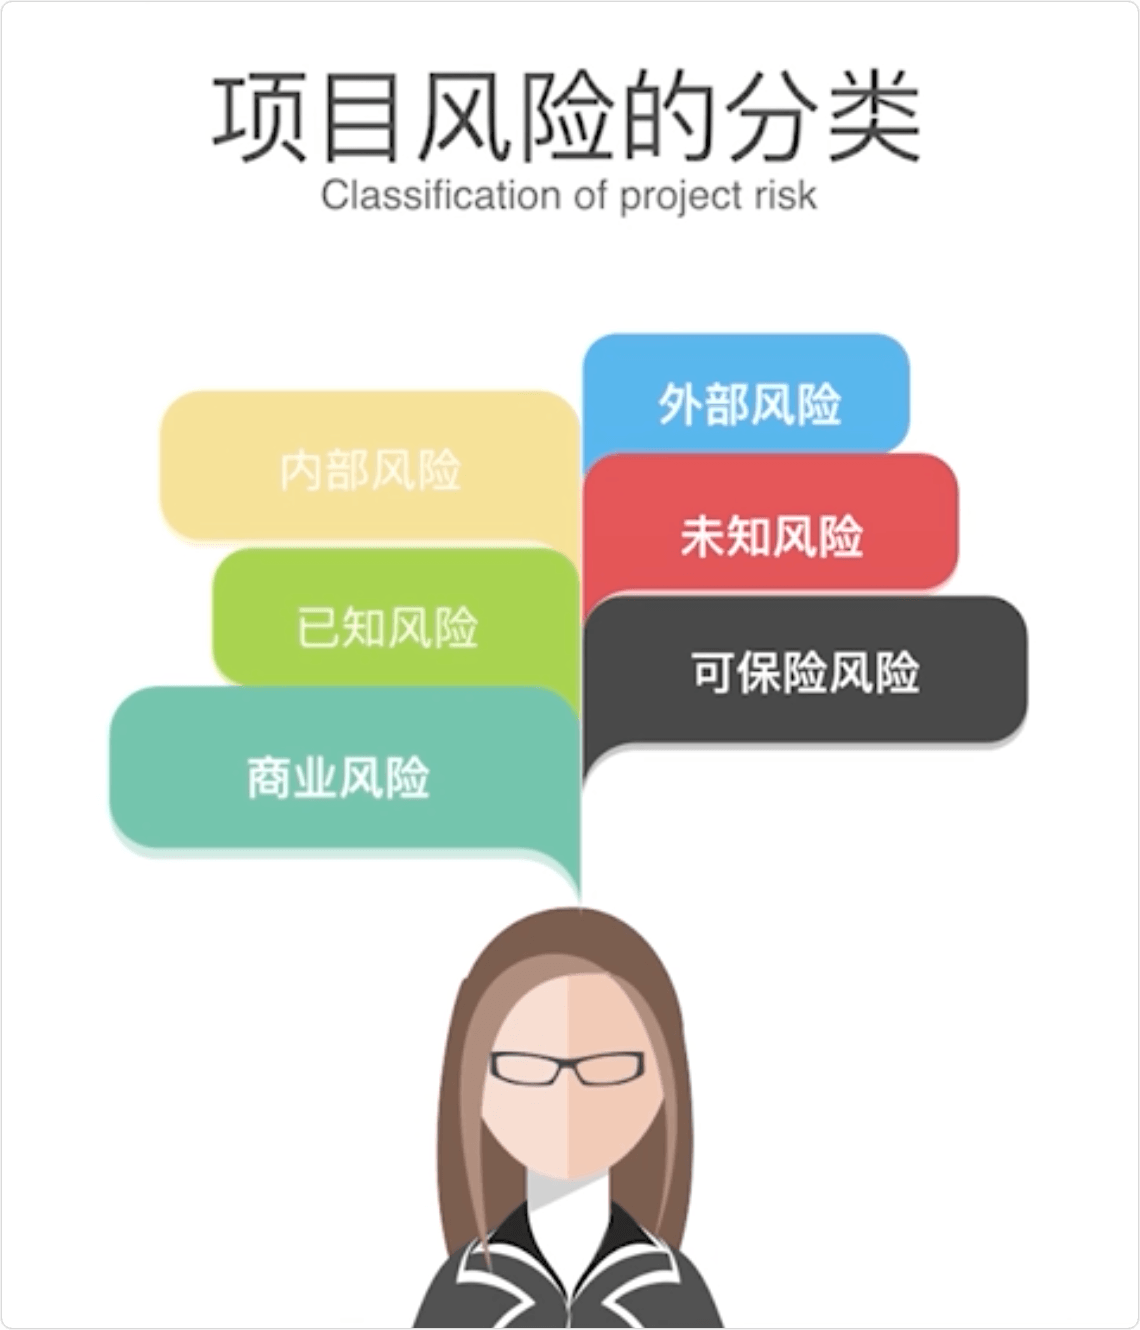 项目风险的分类
Classification of project risk
外部风险
内部风险
未知风险
已知风险
可保险风险
商业风险